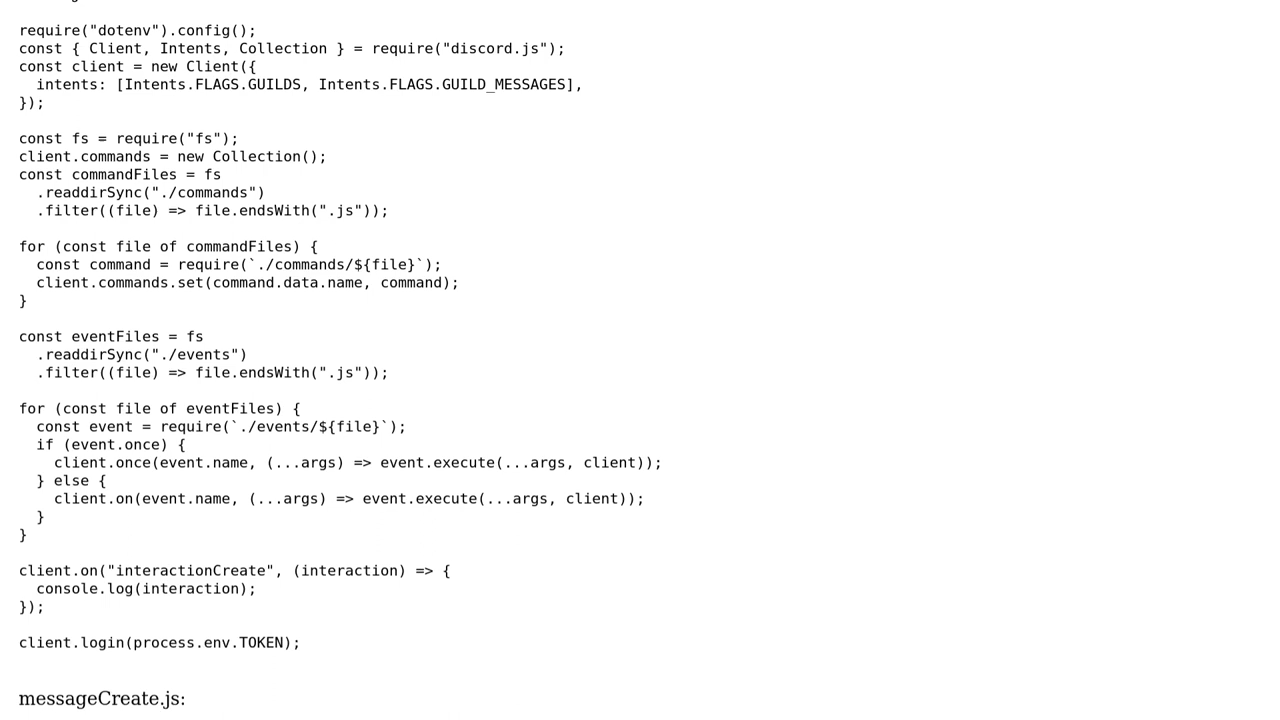 require("dotenv").config();
const { Client, Intents, Collection } = require("discord.js");
const client = new Client({
  intents: [Intents.FLAGS.GUILDS, Intents.FLAGS.GUILD_MESSAGES],
});

const fs = require("fs");
client.commands = new Collection();
const commandFiles = fs
  .readdirSync("./commands")
  .filter((file) => file.endsWith(".js"));

for (const file of commandFiles) {
  const command = require(`./commands/${file}`);
  client.commands.set(command.data.name, command);
}

const eventFiles = fs
  .readdirSync("./events")
  .filter((file) => file.endsWith(".js"));

for (const file of eventFiles) {
  const event = require(`./events/${file}`);
  if (event.once) {
    client.once(event.name, (...args) => event.execute(...args, client));
  } else {
    client.on(event.name, (...args) => event.execute(...args, client));
  }
}

client.on("interactionCreate", (interaction) => {
  console.log(interaction);
});

client.login(process.env.TOKEN);

messageCreate.js: